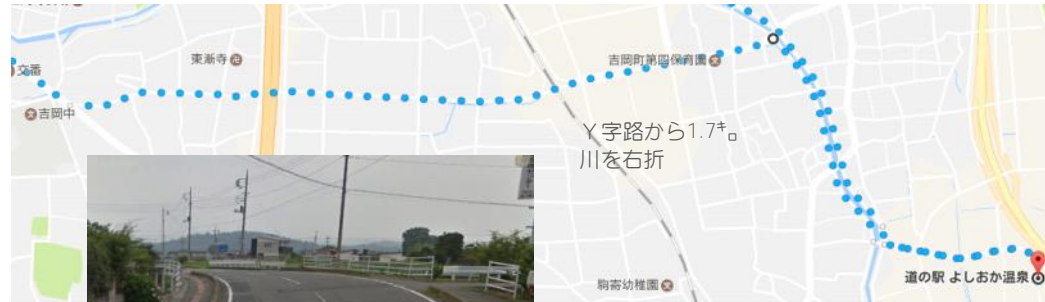 交番
東漸寺
吉岡中
吉岡町第四保育園
Y字路から1.7㌔。
川を右折
駒寄幼稚園
道の駅 よしおか温泉